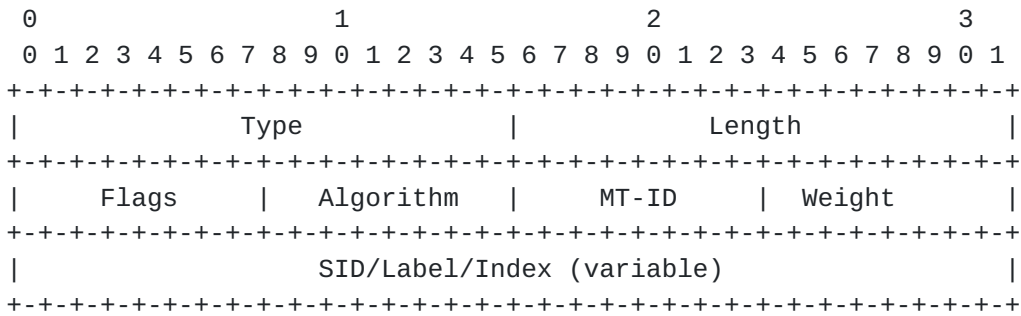 0                   1                   2                   3
 0 1 2 3 4 5 6 7 8 9 0 1 2 3 4 5 6 7 8 9 0 1 2 3 4 5 6 7 8 9 0 1
+-+-+-+-+-+-+-+-+-+-+-+-+-+-+-+-+-+-+-+-+-+-+-+-+-+-+-+-+-+-+-+-+
|              Type             |            Length             |
+-+-+-+-+-+-+-+-+-+-+-+-+-+-+-+-+-+-+-+-+-+-+-+-+-+-+-+-+-+-+-+-+
|     Flags     |   Algorithm   |     MT-ID     |  Weight       |
+-+-+-+-+-+-+-+-+-+-+-+-+-+-+-+-+-+-+-+-+-+-+-+-+-+-+-+-+-+-+-+-+
|                   SID/Label/Index (variable)                  |
+-+-+-+-+-+-+-+-+-+-+-+-+-+-+-+-+-+-+-+-+-+-+-+-+-+-+-+-+-+-+-+-+